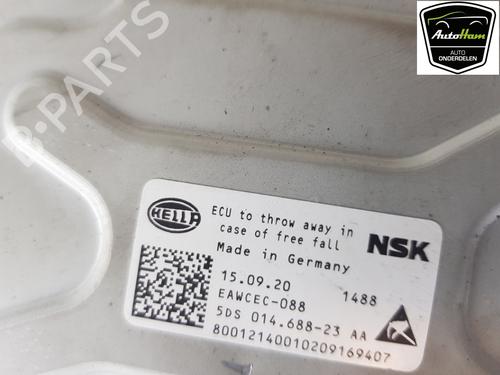 AutoHam
AUTO
ONDERDELEN
B-PARTS
HELLA
ECU to throw away in
case of free fall
NSK
Made in Germany
15.09.20
1488
EAWCEC-088
5DS 014.688-23 AA
80012140010209169407